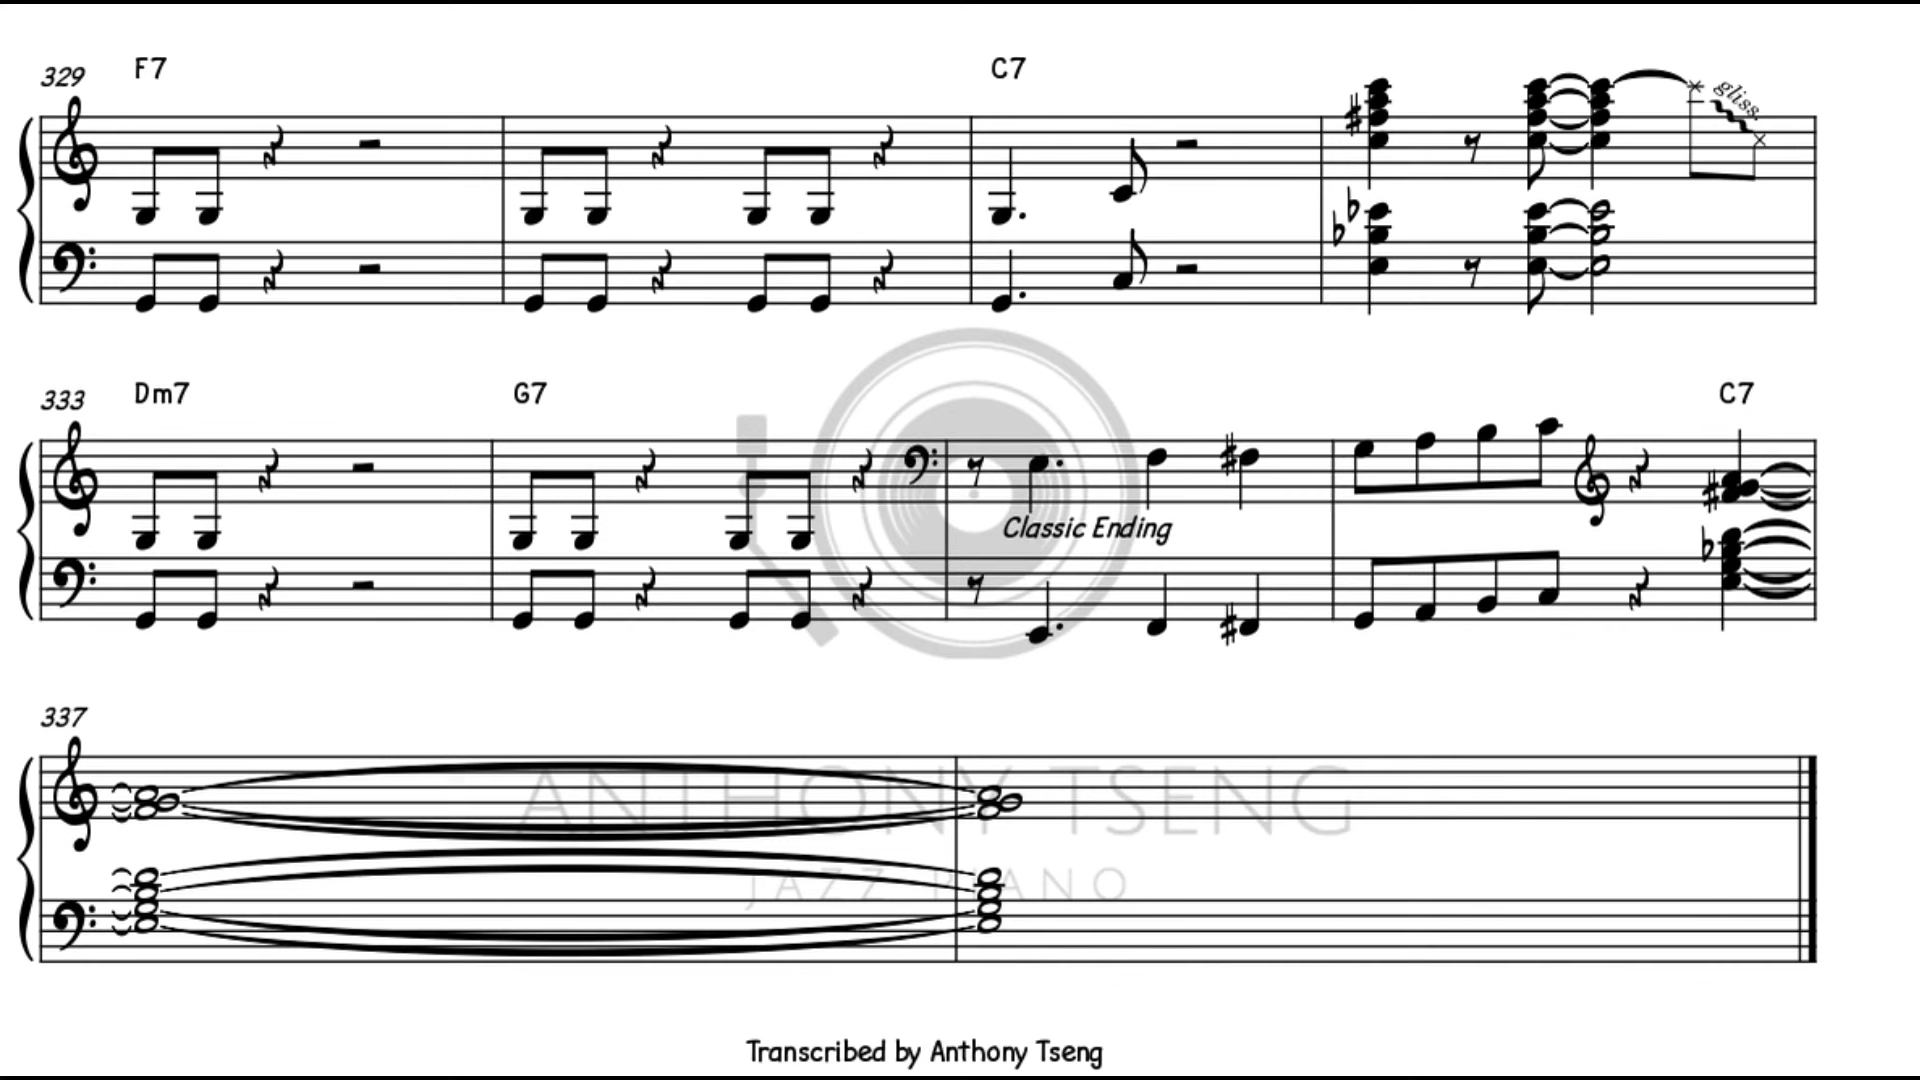 329 F7 C7
gliss.
333 Dm7 G7 C7
Classic Ending
337
ANTHONY TSENG
JAZZ PIANO
Transcribed by Anthony Tseng